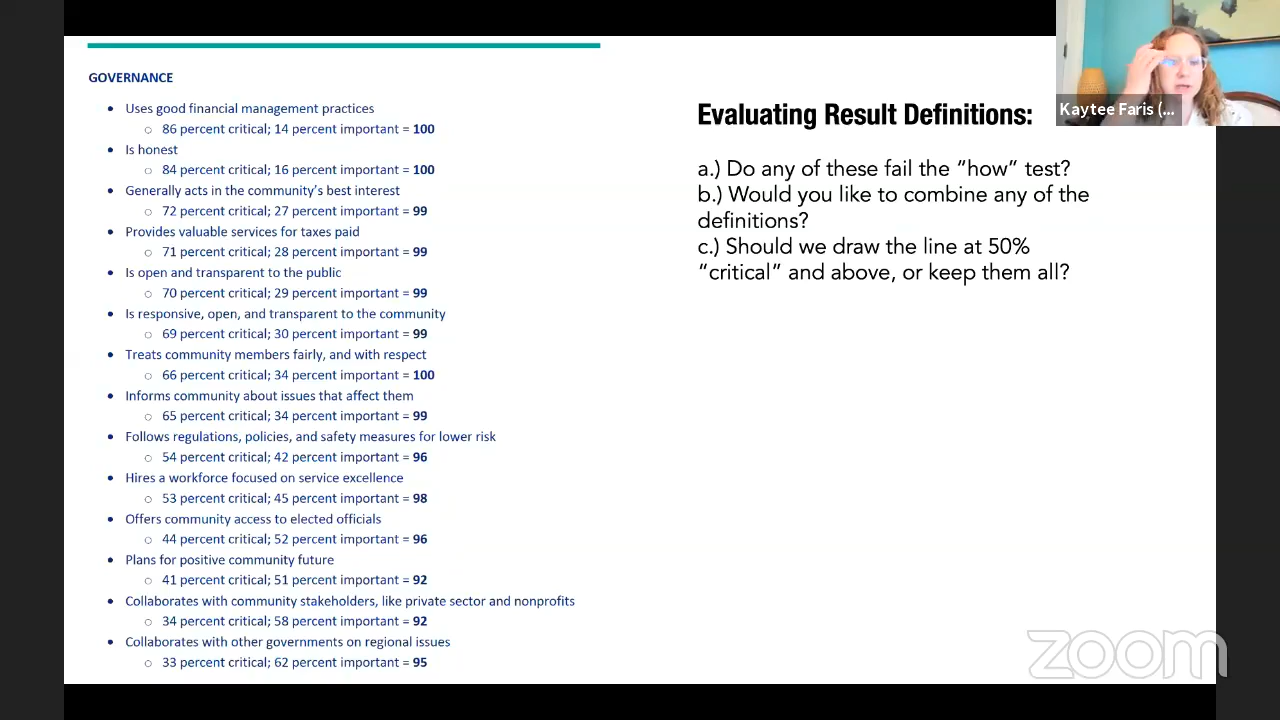 GOVERNANCE
• Uses good financial management practices
○ 86 percent critical; 14 percent important = 100
• Is honest
○ 84 percent critical; 16 percent important = 100
• Generally acts in the community's best interest
○ 72 percent critical; 27 percent important = 99
• Provides valuable services for taxes paid
○ 71 percent critical; 28 percent important = 99
• Is open and transparent to the public
○ 70 percent critical; 29 percent important = 99
• Is responsive, open, and transparent to the community
○ 69 percent critical; 30 percent important = 99
• Treats community members fairly, and with respect
○ 66 percent critical; 34 percent important = 100
• Informs community about issues that affect them
○ 65 percent critical; 34 percent important = 99
• Follows regulations, policies, and safety measures for lower risk
○ 54 percent critical; 42 percent important = 96
• Hires a workforce focused on service excellence
○ 53 percent critical; 45 percent important = 98
• Offers community access to elected officials
○ 44 percent critical; 52 percent important = 96
• Plans for positive community future
○ 41 percent critical; 51 percent important = 92
• Collaborates with community stakeholders, like private sector and nonprofits
○ 34 percent critical; 58 percent important = 92
• Collaborates with other governments on regional issues
○ 33 percent critical; 62 percent important = 95
Evaluating Result Definitions:
a.) Do any of these fail the “how” test?
b.) Would you like to combine any of the
definitions?
c.) Should we draw the line at 50%
“critical” and above, or keep them all?
Kaytee Faris (...
zoom